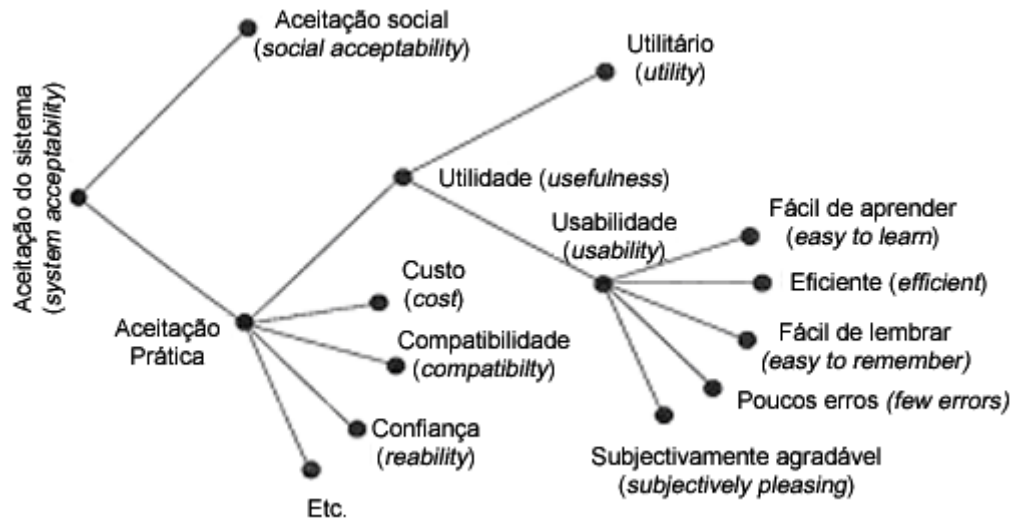 Aceitação do sistema
(system acceptability)
Aceitação social
(social acceptability)
Aceitação
Prática
Utilitário
(utility)
Utilidade (usefulness)
Usabilidade
(usability)
Custo
(cost)
Compatibilidade
(compatibilty)
Confiança
(reability)
Etc.
Fácil de aprender
(easy to learn)
Eficiente (efficient)
Fácil de lembrar
(easy to remember)
Poucos erros (few errors)
Subjectivamente agradável
(subjectively pleasing)